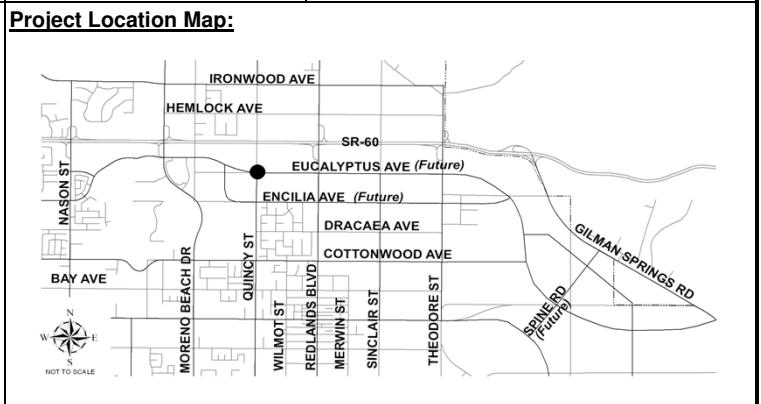 Project Location Map:
IRONWOOD AVE
HEMLOCK AVE
SR-60
EUCALYPTUS AVE (Future)
NASON ST
ENCILIA AVE (Future)
DRACAEA AVE
GILMAN SPRINGS RD
COTTONWOOD AVE
BAY AVE
MORENO BEACH DR
QUINCY ST
WILMOT ST
REDLANDS BLVD
MERWIN ST
SINCLAIR ST
THEODORE ST
SPINE RD
(Future)
N
W E
S
NOT TO SCALE